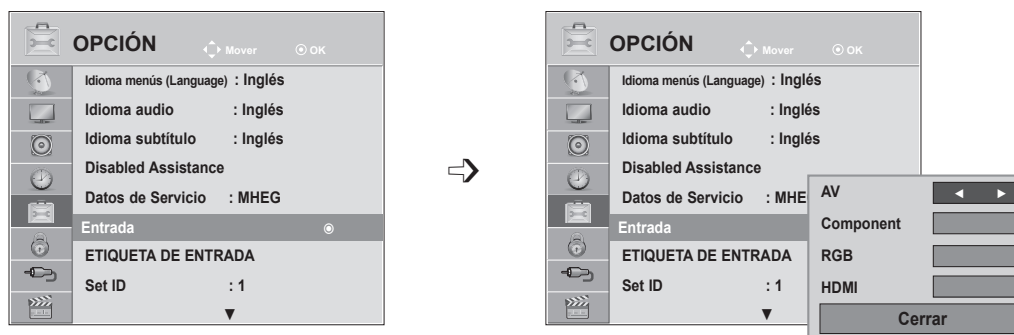 OPCIÓN Mover OK
Idioma menús (Language) : Inglés
Idioma audio : Inglés
Idioma subtítulo : Inglés
Disabled Assistance
Datos de Servicio : MHEG
Entrada
ETIQUETA DE ENTRADA
Set ID : 1
OPCIÓN Mover OK
Idioma menús (Language) : Inglés
Idioma audio : Inglés
Idioma subtítulo : Inglés
Disabled Assistance
Datos de Servicio : MHE
Entrada
ETIQUETA DE ENTRADA
Set ID : 1
AV
Component
RGB
HDMI
Cerrar